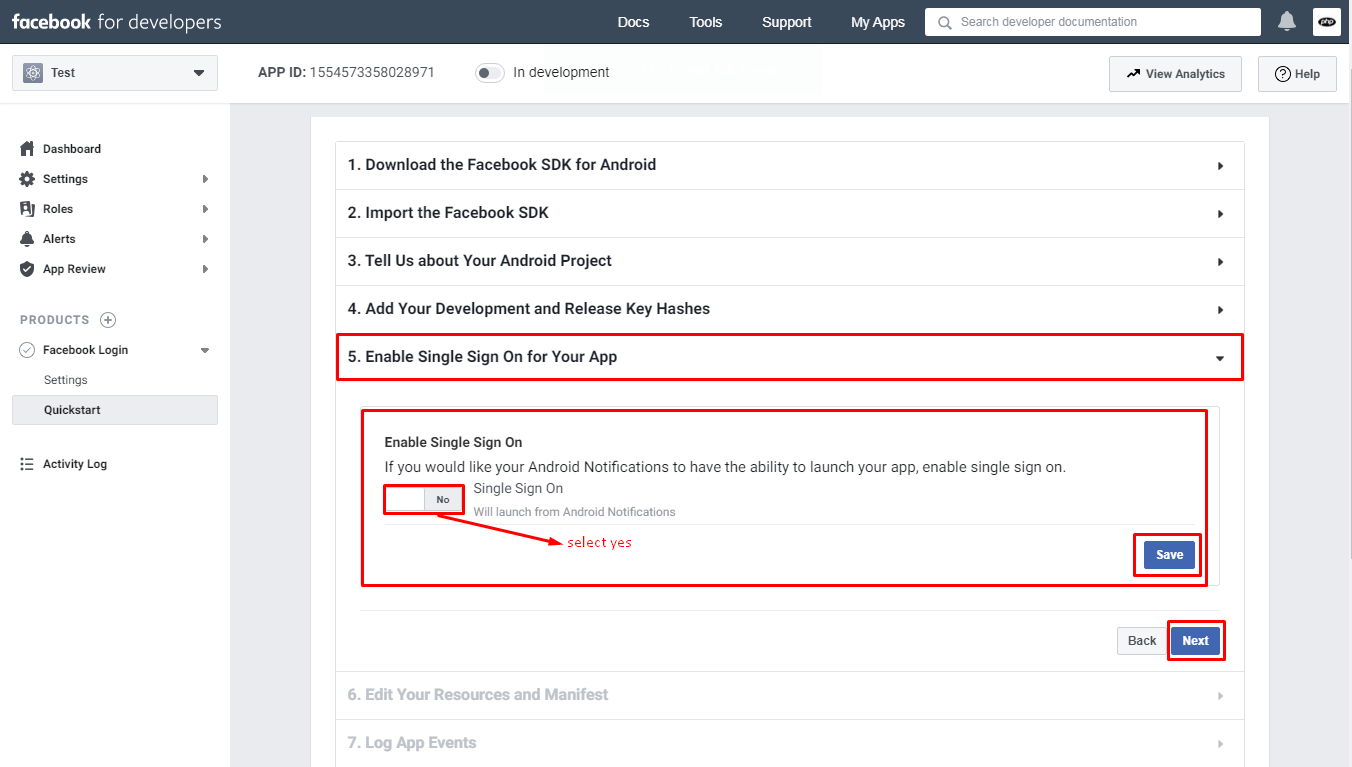 facebook for developers
Docs
Tools
Support
My Apps
Search developer documentation
php
Test
APP ID: 1554573358028971
In development
View Analytics
Help
Dashboard
Settings
Roles
Alerts
App Review
PRODUCTS
Facebook Login
Settings
Quickstart
Activity Log
1. Download the Facebook SDK for Android
2. Import the Facebook SDK
3. Tell Us about Your Android Project
4. Add Your Development and Release Key Hashes
5. Enable Single Sign On for Your App
Enable Single Sign On
If you would like your Android Notifications to have the ability to launch your app, enable single sign on.
No
Single Sign On
Will launch from Android Notifications
select yes
Save
Back
Next
6. Edit Your Resources and Manifest
7. Log App Events